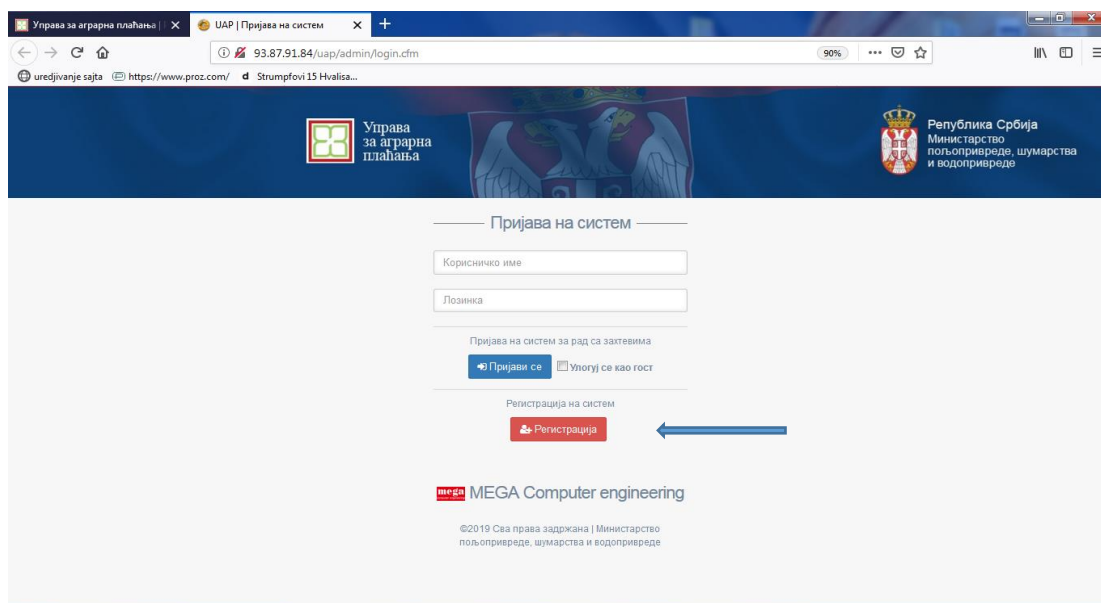 Управа за аграрна плаћања |
UAP | Пријава на систем
93.87.91.84/uap/admin/login.cfm
90%
uredjivanje sajta
https://www.proz.com/
d Strumpfovi 15 Hvalisa...
Управа
за аграрна
плаћања
Република Србија
Министарство
пољопривреде, шумарства
и водопривреде
Пријава на систем
Корисничко име
Лозинка
Пријава на систем за рад са захтевима
Пријави се
Улогуј се као гост
Регистрација на систем
Регистрација
mega MEGA Computer engineering
©2019 Сва права задржана | Министарство
пољопривреде, шумарства и водопривреде